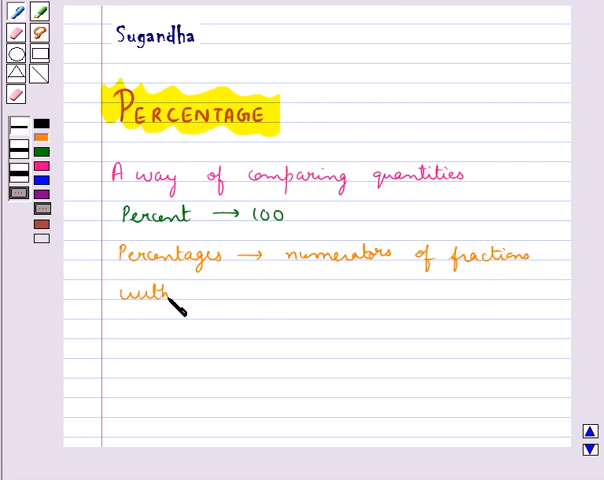 Sugandha
PERCENTAGE
A way of comparing quantities
Percent → 100
Percentages → numerators of fractions
with